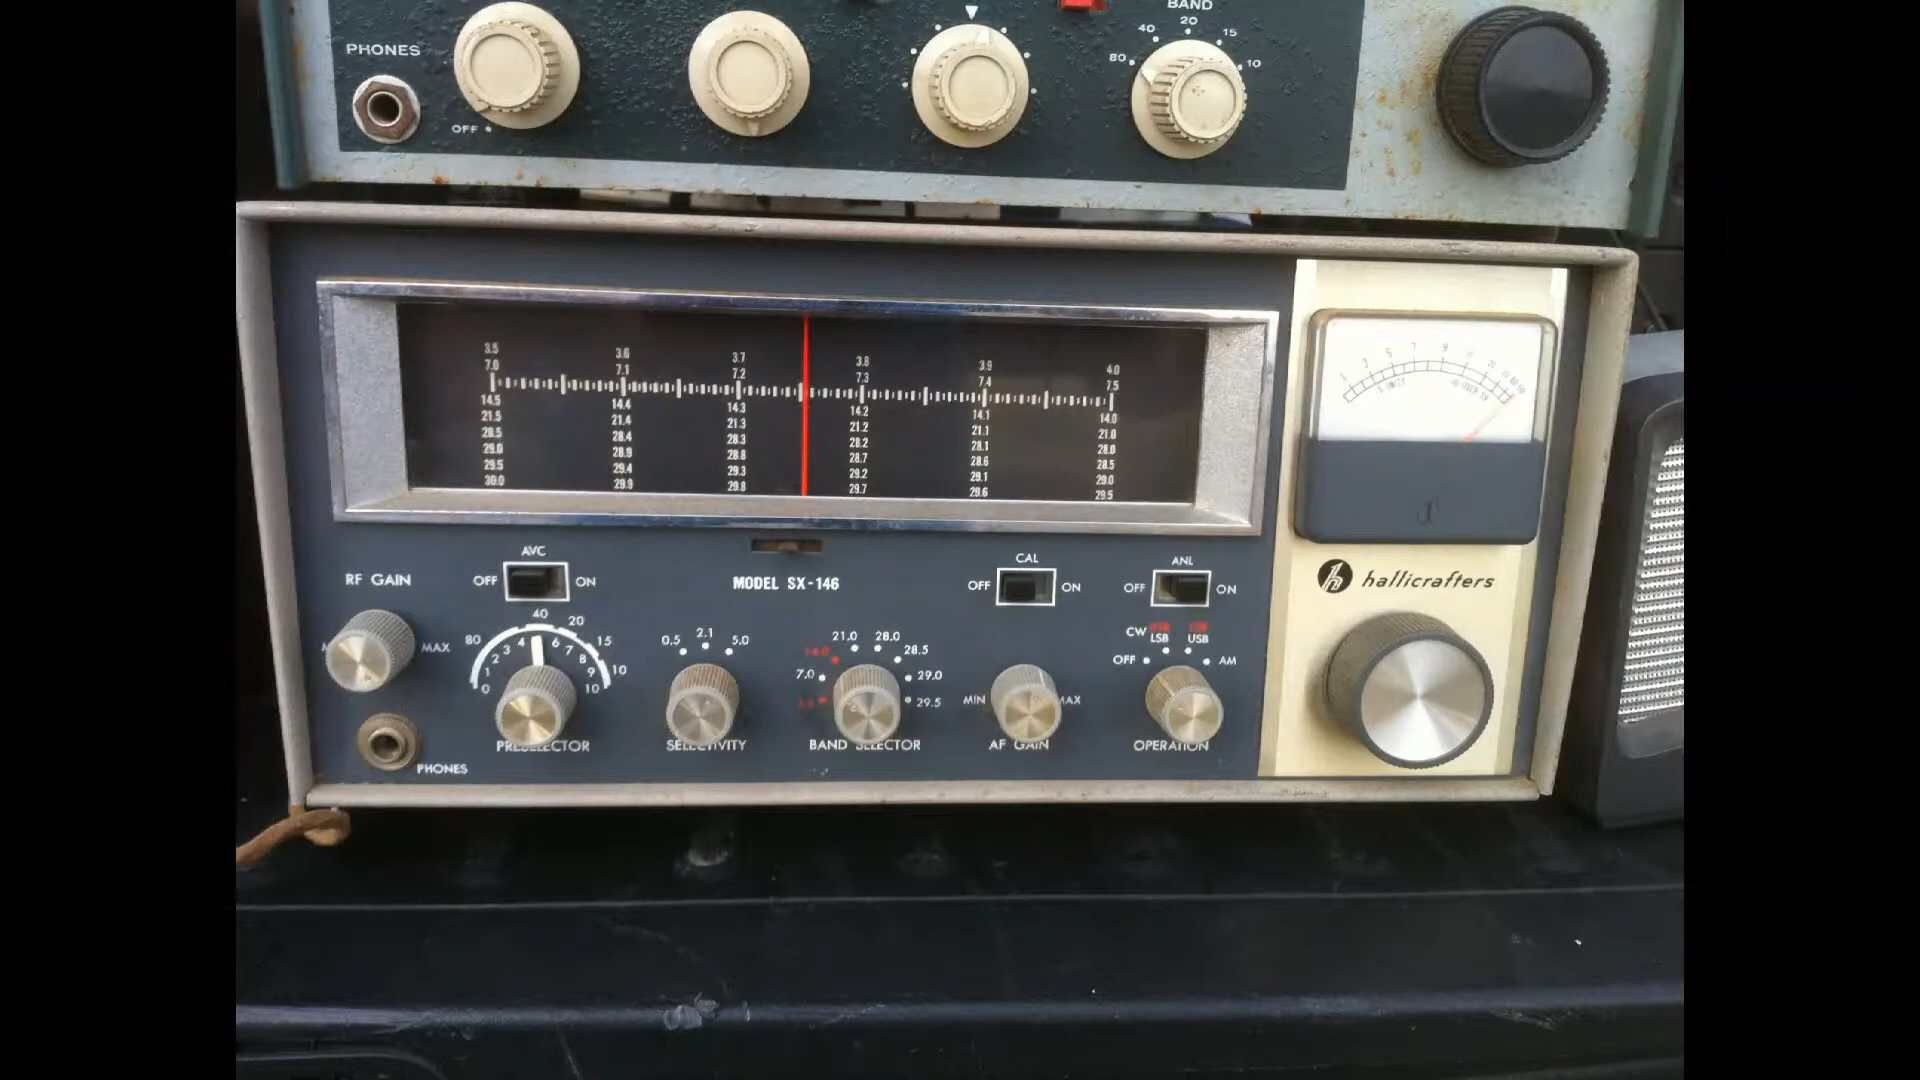 PHONES
OFF
BAND
80 40 20 15 10
3.5 3.6 3.7 3.8 3.9 4.0
7.0 7.1 7.2 7.3 7.4 7.5
14.5 14.4 14.3 14.2 14.1 14.0
21.5 21.4 21.3 21.2 21.1 21.0
28.5 28.4 28.3 28.2 28.1 28.0
29.0 28.9 28.8 28.7 28.6 28.5
29.5 29.4 29.3 29.2 29.1 29.0
30.0 29.9 29.8 29.7 29.6 29.5
1 3 5 7 9
S UNITS
hallicrafters
RF GAIN
MAX
AVC
OFF ON
MODEL SX-146
CAL
OFF ON
ANL
OFF ON
80 40 20 15 10
0 1 2 3 4 6 7 8 9 10
PRESELECTOR
0.5 2.1 5.0
SELECTIVITY
7.0 21.0 28.0 28.5 29.0 29.5
BAND SELECTOR
MIN MAX
AF GAIN
CW LSB USB
OFF AM
OPERATION
PHONES